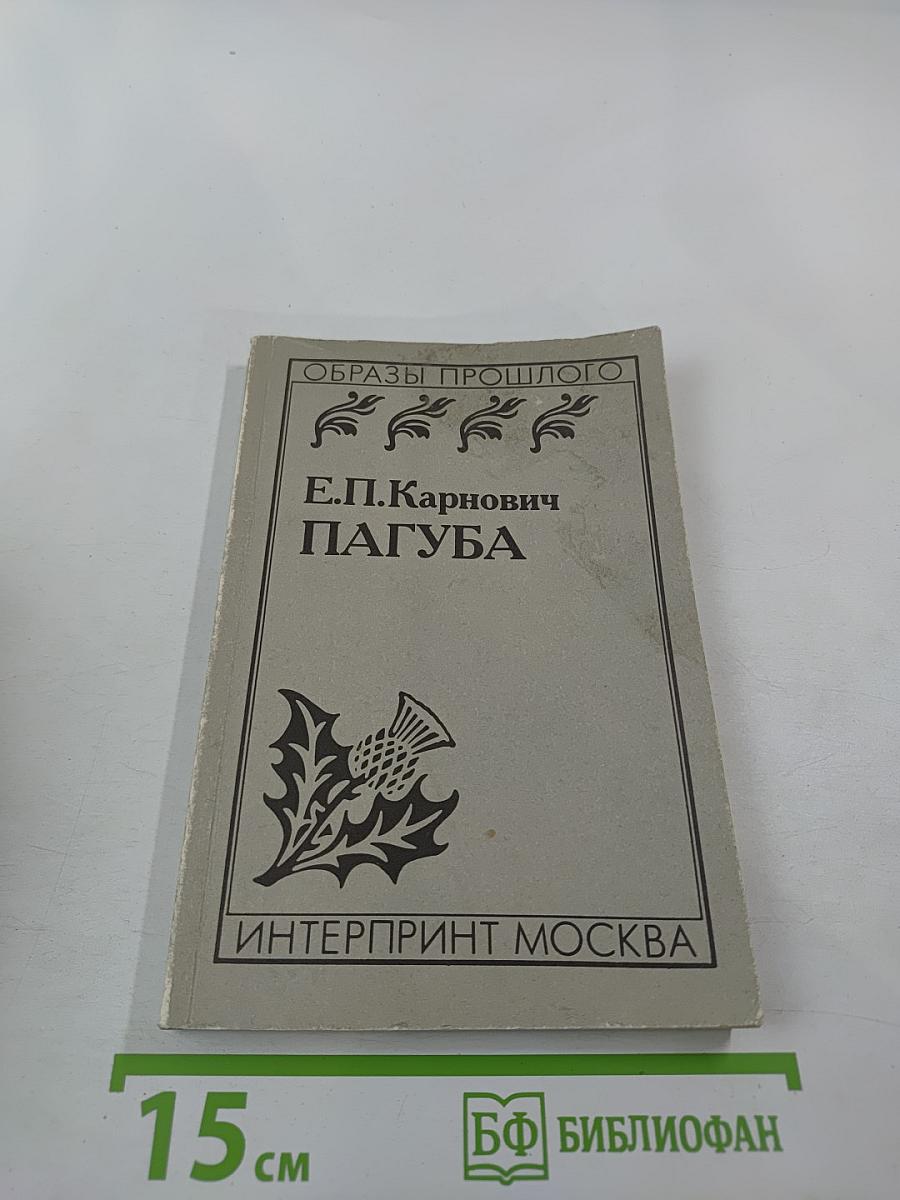 ОБРАЗЫ ПРОШЛОГО
Е.П.Карнович
ПАГУБА
ИНТЕРПРИНТ МОСКВА
15 см
БФ БИБЛИОФАН